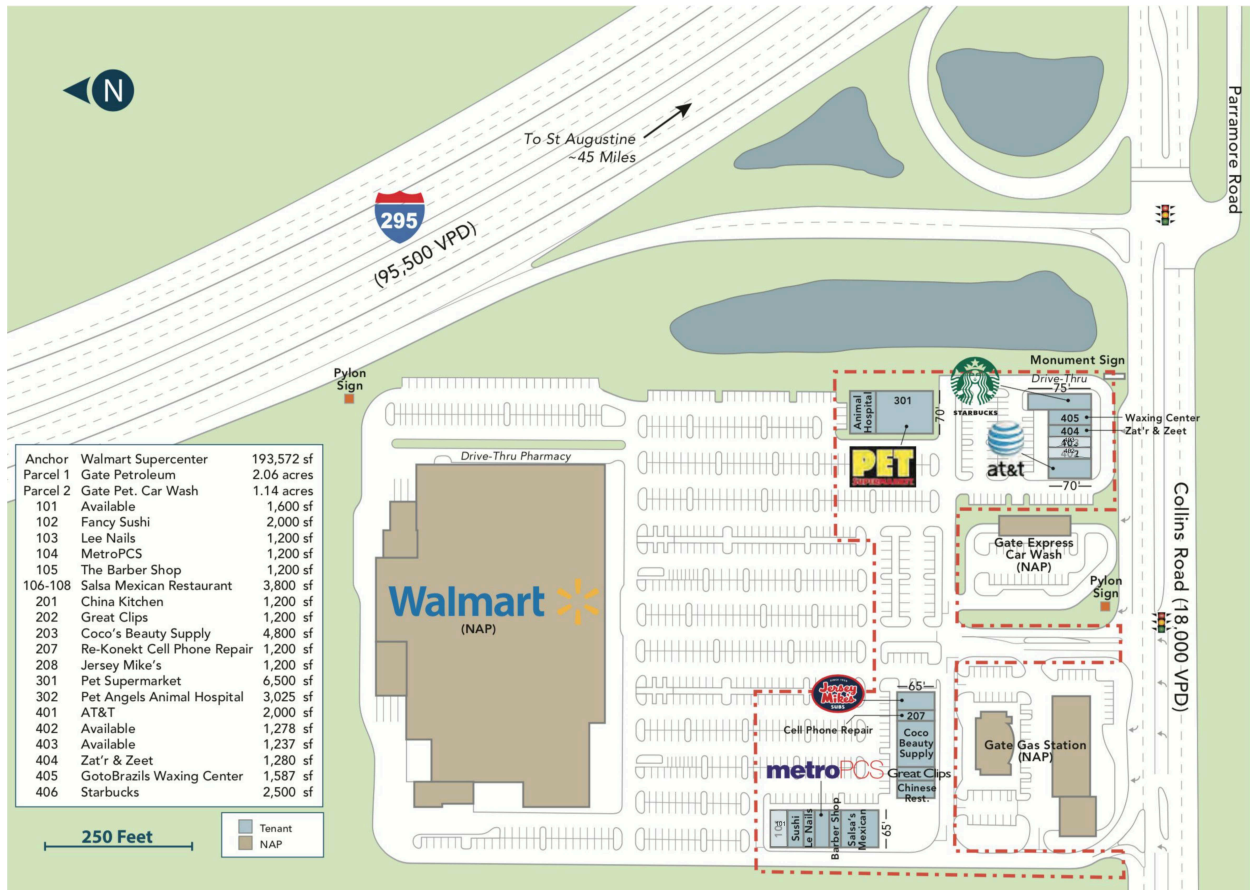 N
To St Augustine
~45 Miles
295
(95,500 VPD)
Parramore Road
Pylon
Sign
Monument Sign
Drive-Thru
75'
STARBUCKS
Animal
Hospital
301
70'
405
Waxing Center
404
Zat'r & Zeet
at&t
70'
PET
SUPERMARKET
Drive-Thru Pharmacy
Anchor Walmart Supercenter 193,572 sf
Parcel 1 Gate Petroleum 2.06 acres
Parcel 2 Gate Pet. Car Wash 1.14 acres
101 Available 1,600 sf
102 Fancy Sushi 2,000 sf
103 Lee Nails 1,200 sf
104 MetroPCS 1,200 sf
105 The Barber Shop 1,200 sf
106-108 Salsa Mexican Restaurant 3,800 sf
201 China Kitchen 1,200 sf
202 Great Clips 1,200 sf
203 Coco's Beauty Supply 4,800 sf
207 Re-Konekt Cell Phone Repair 1,200 sf
208 Jersey Mike's 1,200 sf
301 Pet Supermarket 6,500 sf
302 Pet Angels Animal Hospital 3,025 sf
401 AT&T 2,000 sf
402 Available 1,278 sf
403 Available 1,237 sf
404 Zat'r & Zeet 1,280 sf
405 GotoBrazils Waxing Center 1,587 sf
406 Starbucks 2,500 sf
Walmart
(NAP)
Gate Express
Car Wash
(NAP)
Pylon
Sign
Collins Road (18,000 VPD)
Jersey
Mike's
SUBS
65'
207
Cell Phone Repair
Coco
Beauty
Supply
metroPCS
Great Clips
Chinese
Rest.
Gate Gas Station
(NAP)
Sushi
Le Nails
Barber Shop
Salsa's
Mexican
65'
250 Feet
Tenant
NAP